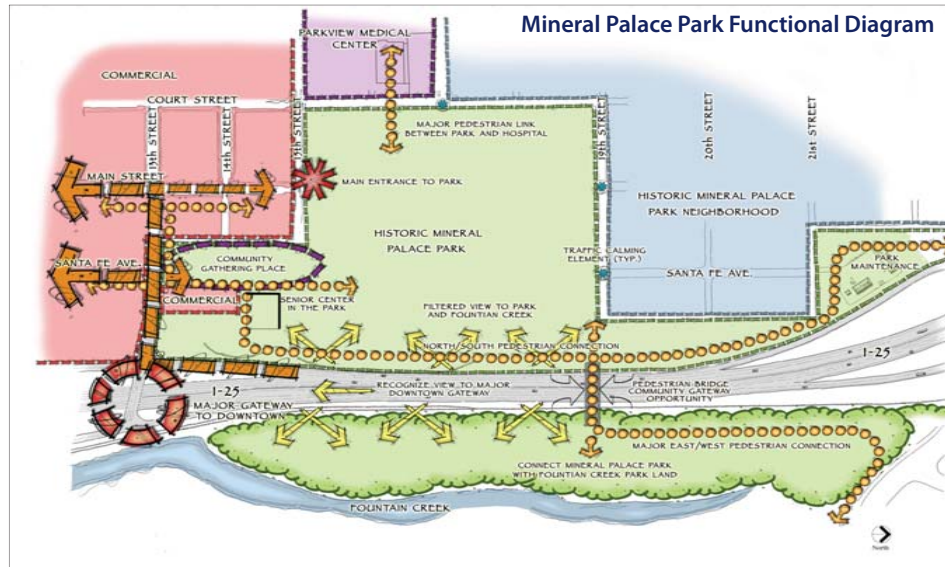 Mineral Palace Park Functional Diagram
PARKVIEW MEDICAL
CENTER
COMMERCIAL
COURT STREET
13th STREET
14th STREET
15th STREET
19th STREET
20th STREET
21st STREET
MAJOR PEDESTRIAN LINK
BETWEEN PARK AND HOSPITAL
MAIN STREET
MAIN ENTRANCE TO PARK
HISTORIC MINERAL PALACE
PARK NEIGHBORHOOD
HISTORIC MINERAL
PALACE PARK
COMMUNITY
GATHERING PLACE
TRAFFIC CALMING
ELEMENT (TYP.)
SANTA FE AVE.
SANTA FE AVE.
PARK
MAINTENANCE
COMMERCIAL
SENIOR CENTER
IN THE PARK
FILTERED VIEW TO PARK
AND FOUNTIAN CREEK
NORTH/SOUTH PEDESTRIAN CONNECTION
I-25
I-25
RECOGNIZE VIEW TO MAJOR
DOWNTOWN GATEWAY
PEDESTRIAN BRIDGE
COMMUNITY GATEWAY
OPPORTUNITY
MAJOR GATEWAY
TO DOWNTOWN
MAJOR EAST/WEST PEDESTRIAN CONNECTION
CONNECT MINERAL PALACE PARK
WITH FOUNTIAN CREEK PARK LAND
FOUNTAIN CREEK
North